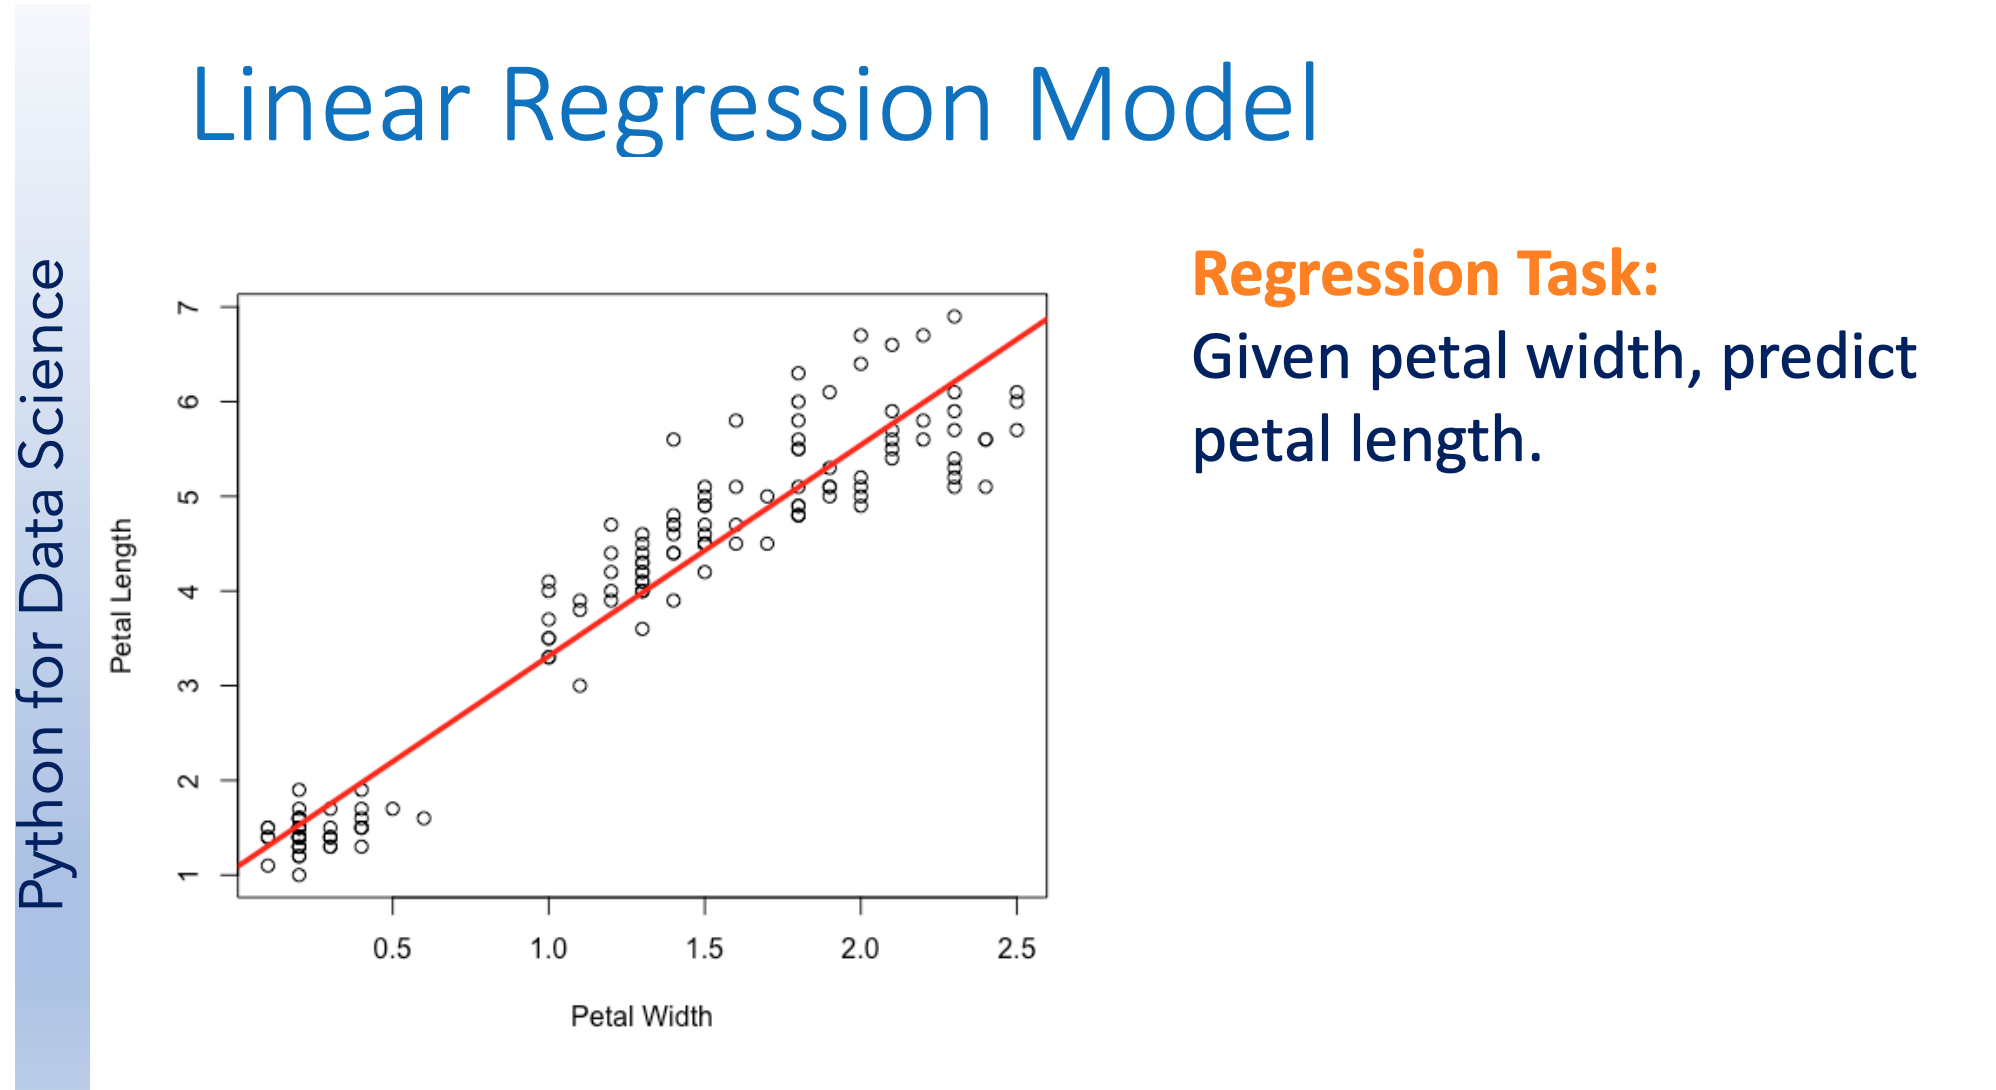 Linear Regression Model
Python for Data Science
Regression Task:
Given petal width, predict
petal length.
Petal Length
7
6
5
4
3
2
1
0.5 1.0 1.5 2.0 2.5
Petal Width